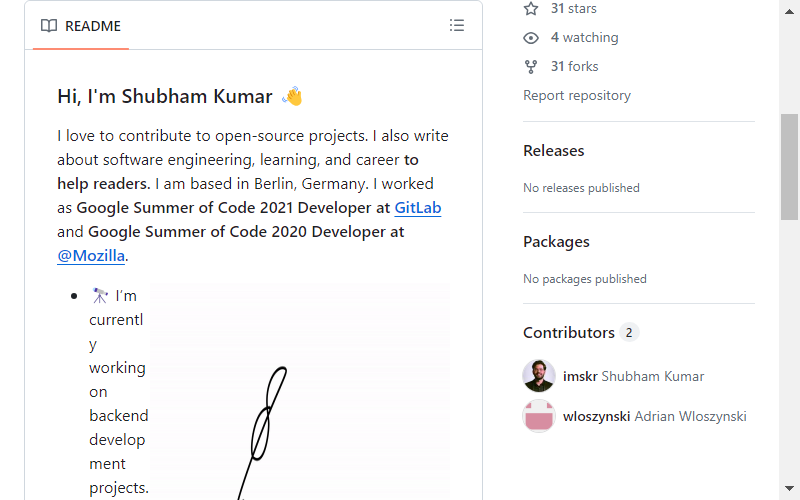 README
Hi, I'm Shubham Kumar 👋
I love to contribute to open-source projects. I also write
about software engineering, learning, and career to
help readers. I am based in Berlin, Germany. I worked
as Google Summer of Code 2021 Developer at GitLab
and Google Summer of Code 2020 Developer at
@Mozilla.
🔭 I'm
currentl
y
working
on
backend
develop
ment
projects.
31 stars
4 watching
31 forks
Report repository
Releases
No releases published
Packages
No packages published
Contributors 2
imskr Shubham Kumar
wloszynski Adrian Wloszynski